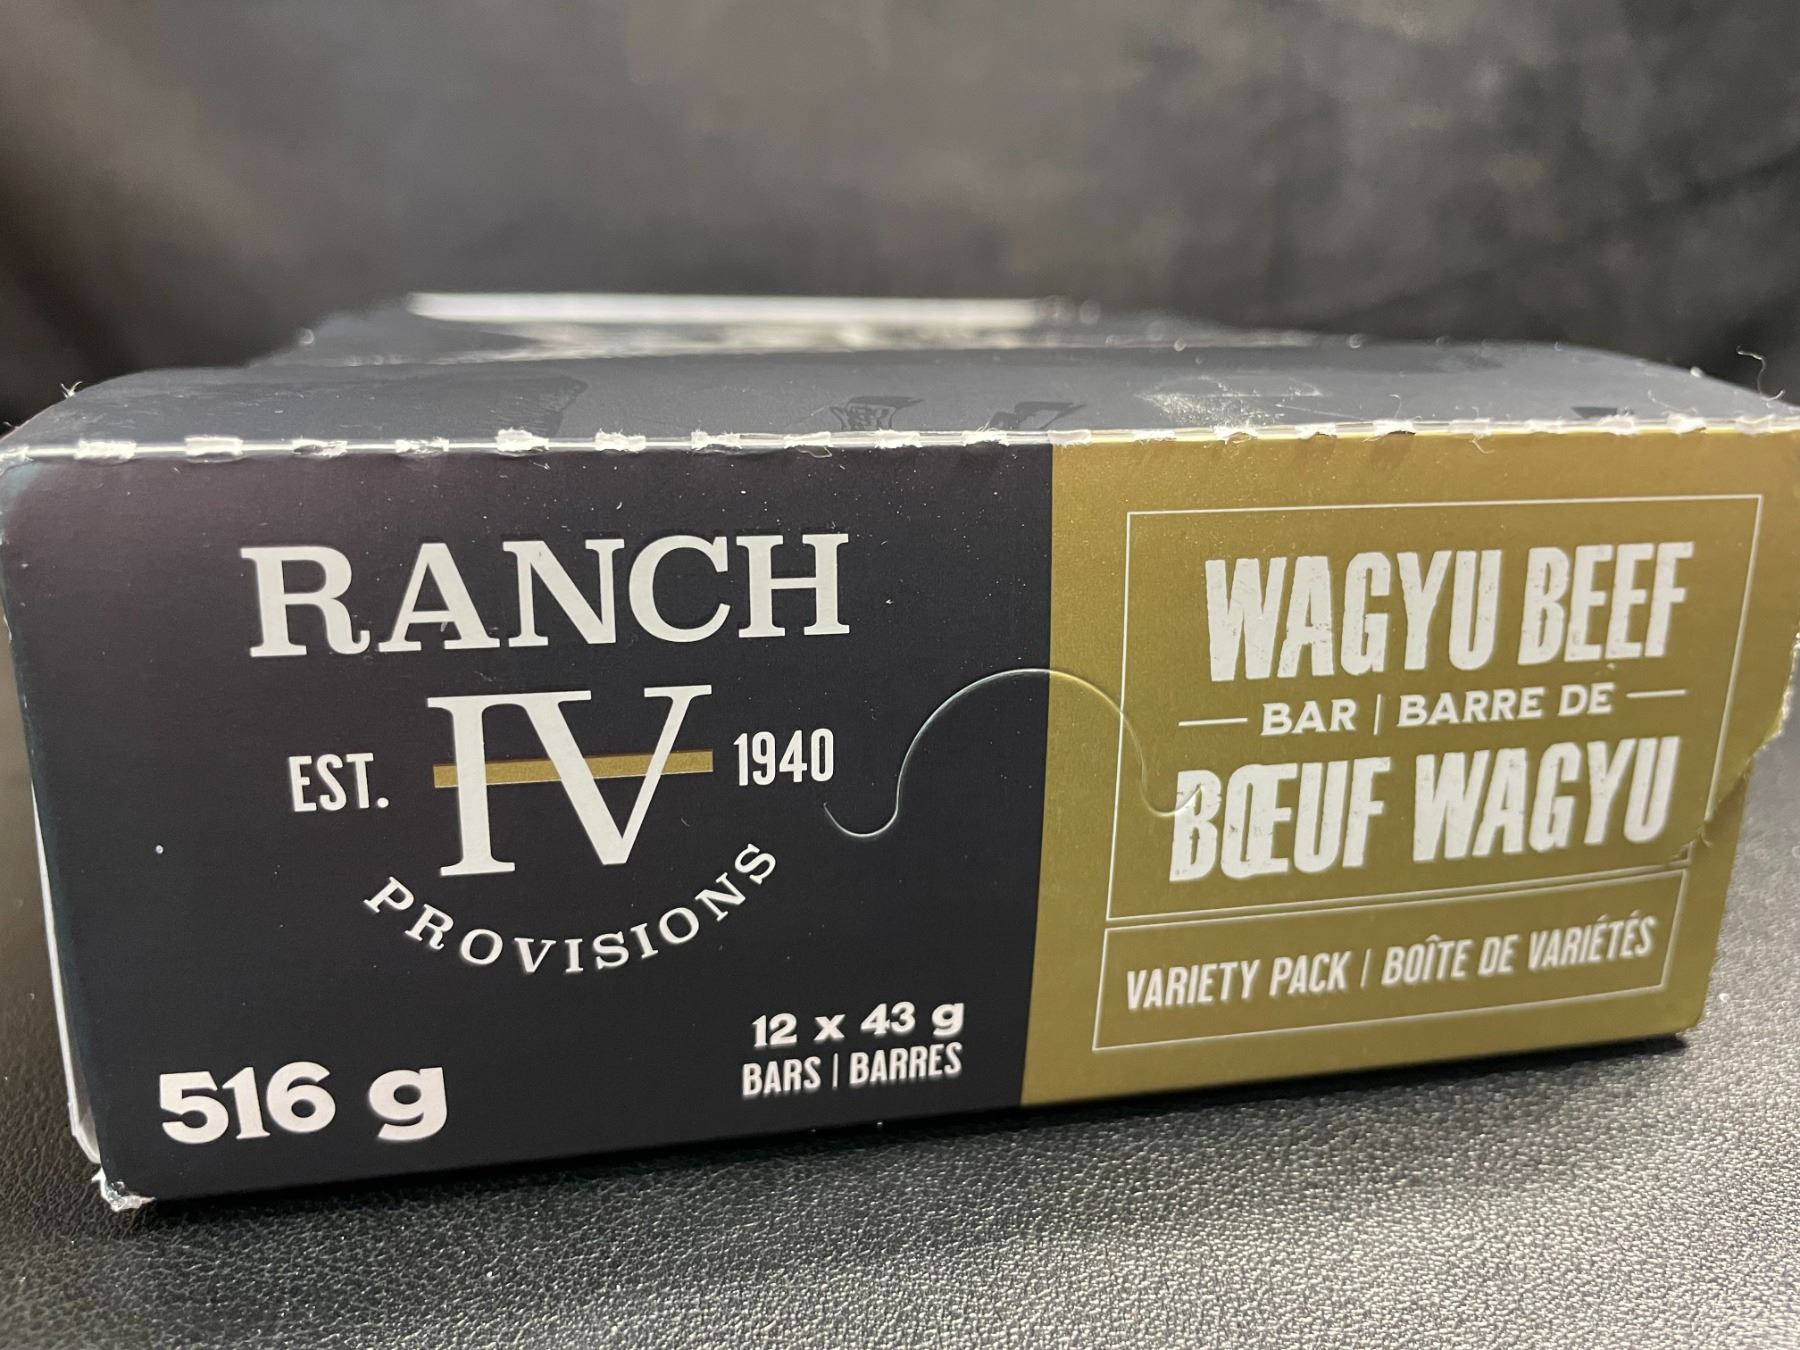 RANCH
EST. IV 1940
PROVISIONS
12 x 43 g
BARS | BARRES
516 g
WAGYU BEEF
BAR | BARRE DE
BŒUF WAGYU
VARIETY PACK | BOÎTE DE VARIÉTÉS